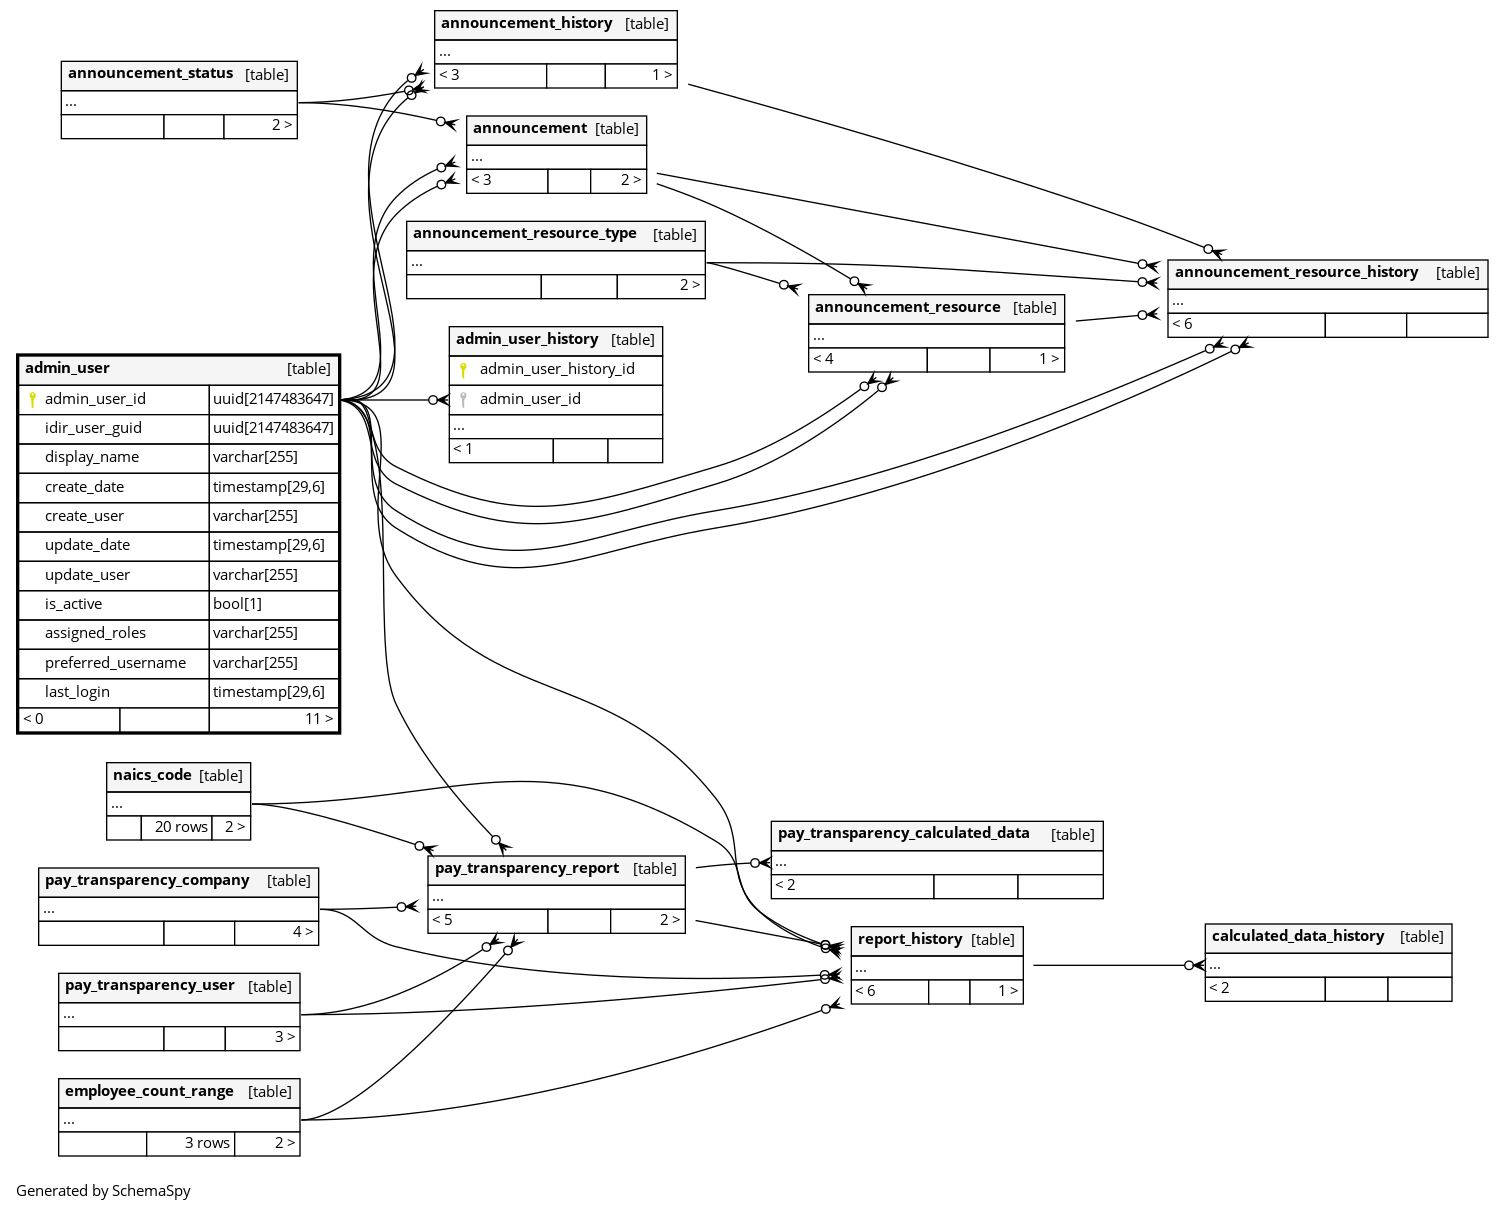 announcement_history [table]
...
< 3 1 >
announcement_status [table]
...
2 >
announcement [table]
...
< 3 2 >
announcement_resource_type [table]
...
2 >
announcement_resource_history [table]
...
< 6
announcement_resource [table]
...
< 4 1 >
admin_user_history [table]
admin_user_history_id
admin_user_id
...
< 1
admin_user [table]
admin_user_id uuid[2147483647]
idir_user_guid uuid[2147483647]
display_name varchar[255]
create_date timestamp[29,6]
create_user varchar[255]
update_date timestamp[29,6]
update_user varchar[255]
is_active bool[1]
assigned_roles varchar[255]
preferred_username varchar[255]
last_login timestamp[29,6]
< 0 11 >
naics_code [table]
...
20 rows 2 >
pay_transparency_calculated_data [table]
...
< 2
pay_transparency_report [table]
...
< 5 2 >
pay_transparency_company [table]
...
4 >
report_history [table]
...
< 6 1 >
calculated_data_history [table]
...
< 2
pay_transparency_user [table]
...
3 >
employee_count_range [table]
...
3 rows 2 >
Generated by SchemaSpy